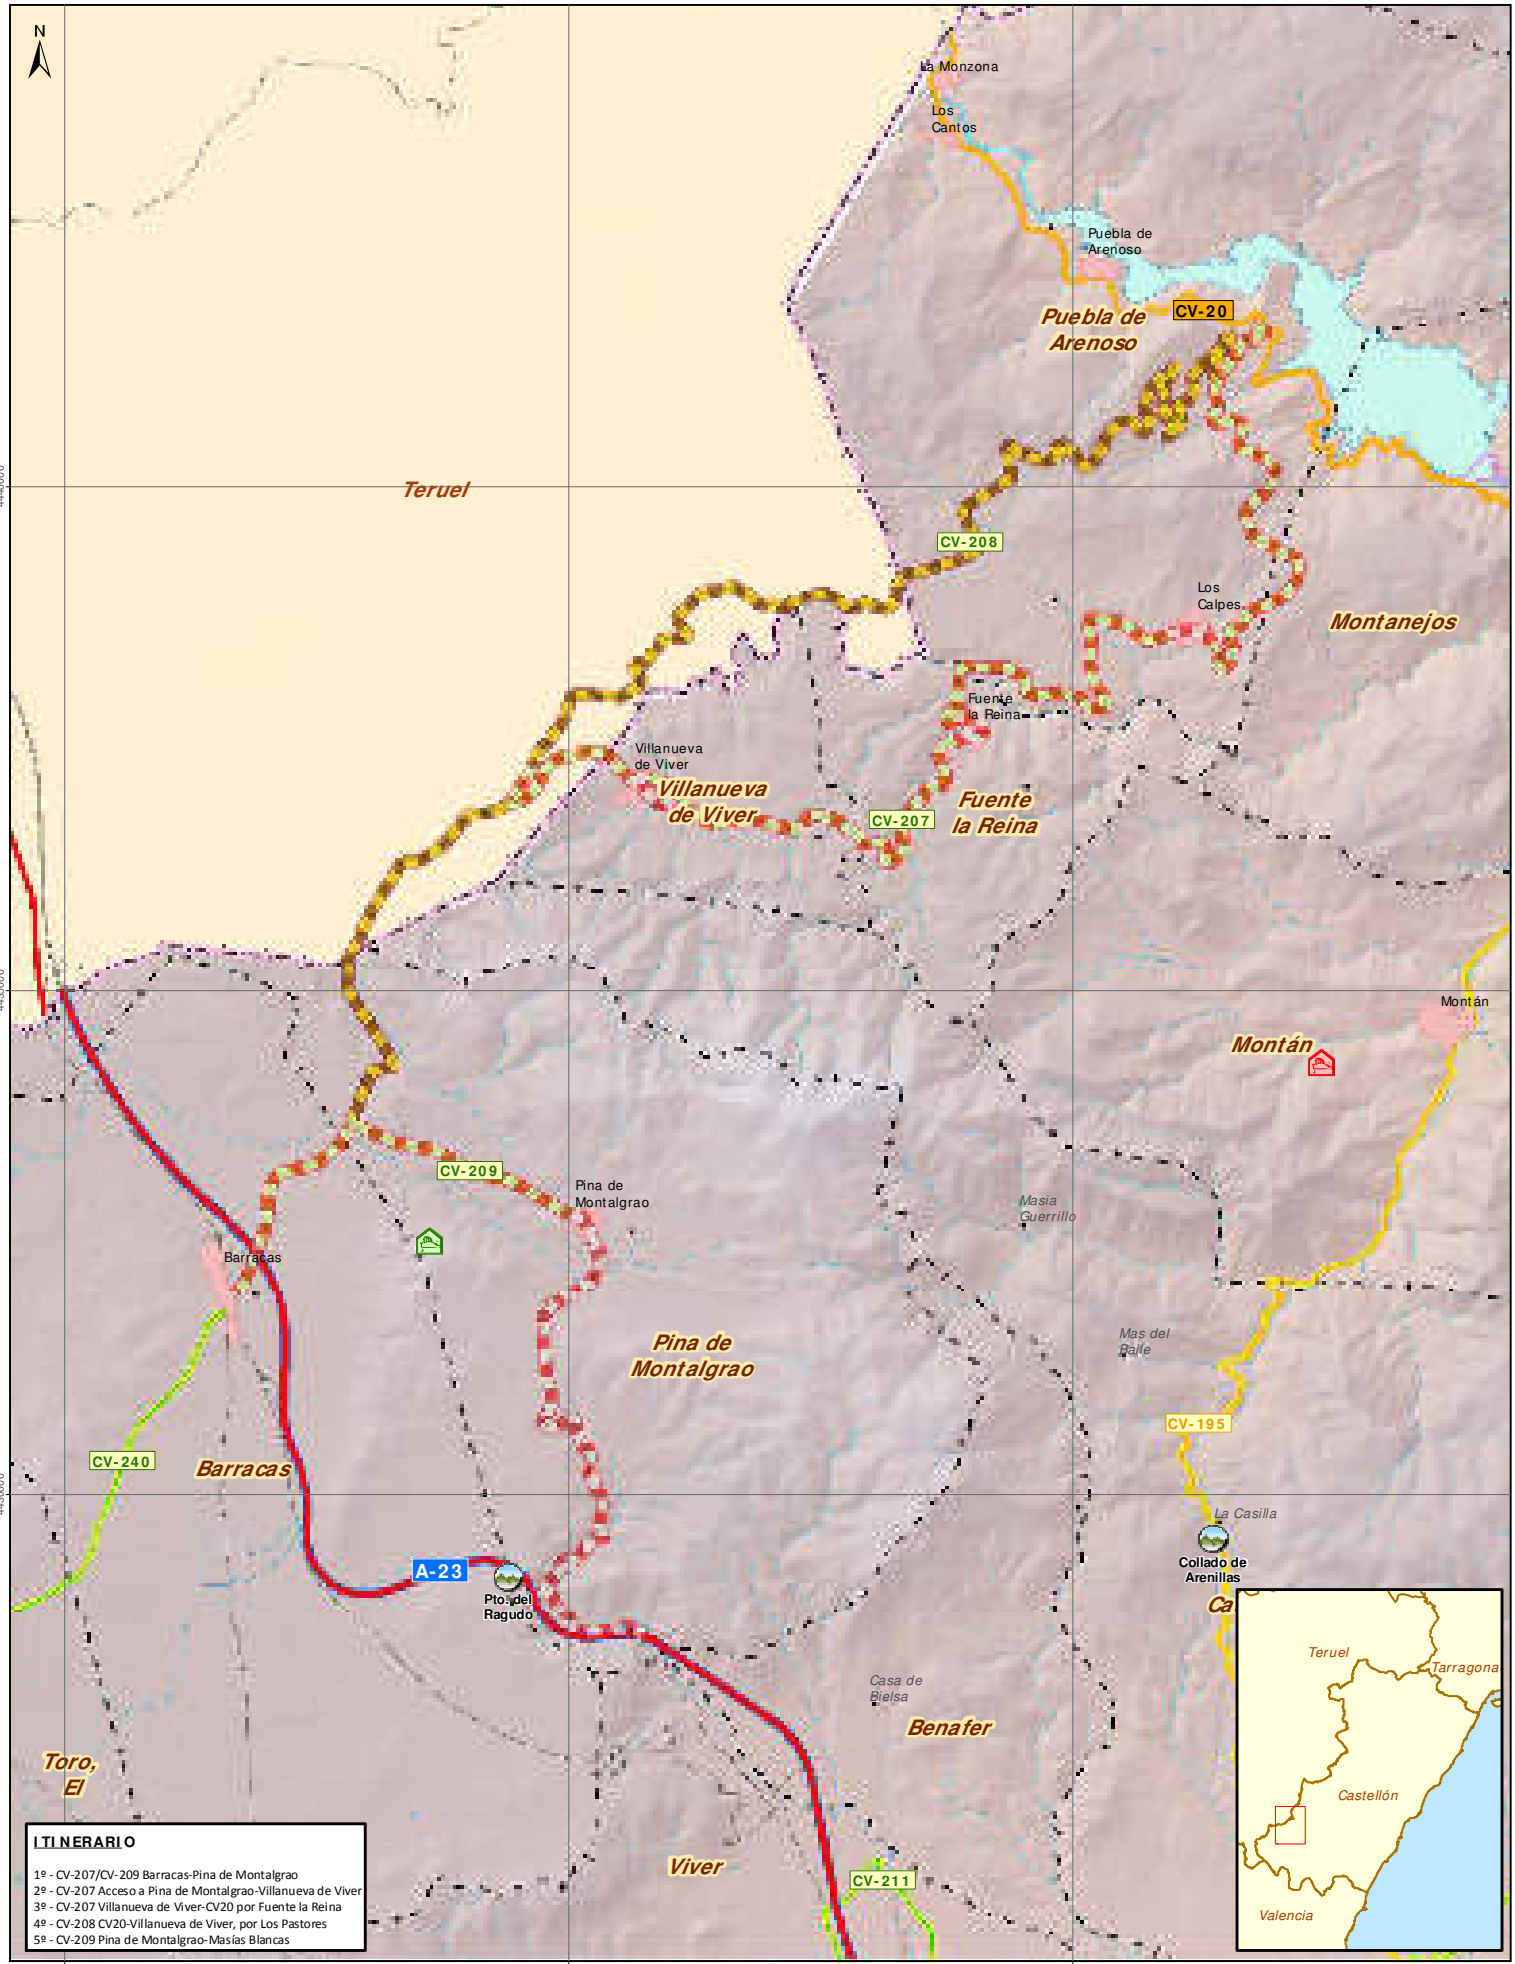 N
La Monzona
Los
Cantos
Puebla de
Arenoso
CV-20
Puebla de
Arenoso
Teruel
CV-208
Los
Calpes
Montanejos
Fuente
la Reina
Villanueva
de Viver
Villanueva
de Viver
Fuente
la Reina
CV-207
Montán
Montán
CV-209
Pina de
Montalgrao
Masia
Guerrillo
Barracas
Mas del
Baile
Pina de
Montalgrao
CV-195
CV-240
Barracas
La Casilla
Collado de
Arenillas
A-23
Pto. del
Ragudo
Ca
Teruel
Tarragona
Casa de
Bielsa
Benafer
Toro,
El
Castellón
Viver
CV-211
Valencia
ITINERARIO
1º - CV-207/CV-209 Barracas-Pina de Montalgrao
2º - CV-207 Acceso a Pina de Montalgrao-Villanueva de Viver
3º - CV-207 Villanueva de Viver-CV20 por Fuente la Reina
4º - CV-208 CV20-Villanueva de Viver, por Los Pastores
5º - CV-209 Pina de Montalgrao-Masías Blancas